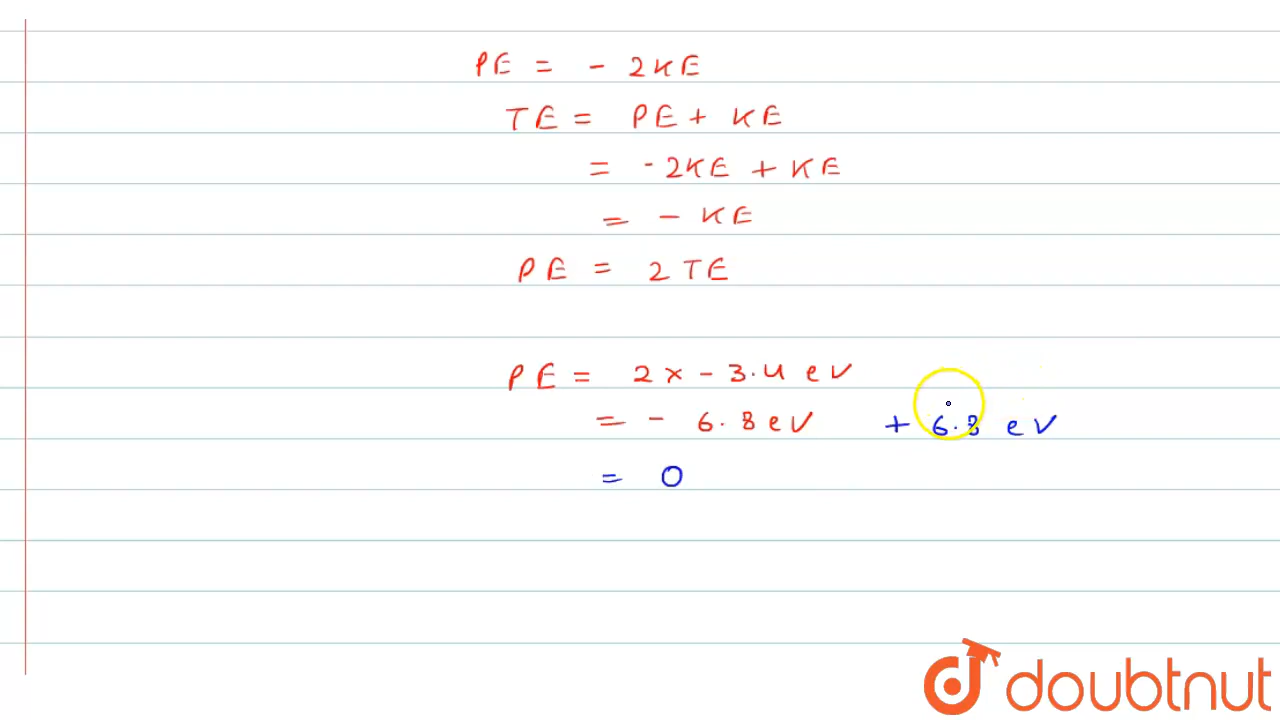 PE = - 2KE
TE = PE + KE
= -2KE + KE
= - KE
PE = 2 TE
PE = 2 x - 3.4 eV
= - 6.8 eV + 6.8 eV
= 0
doubtnut